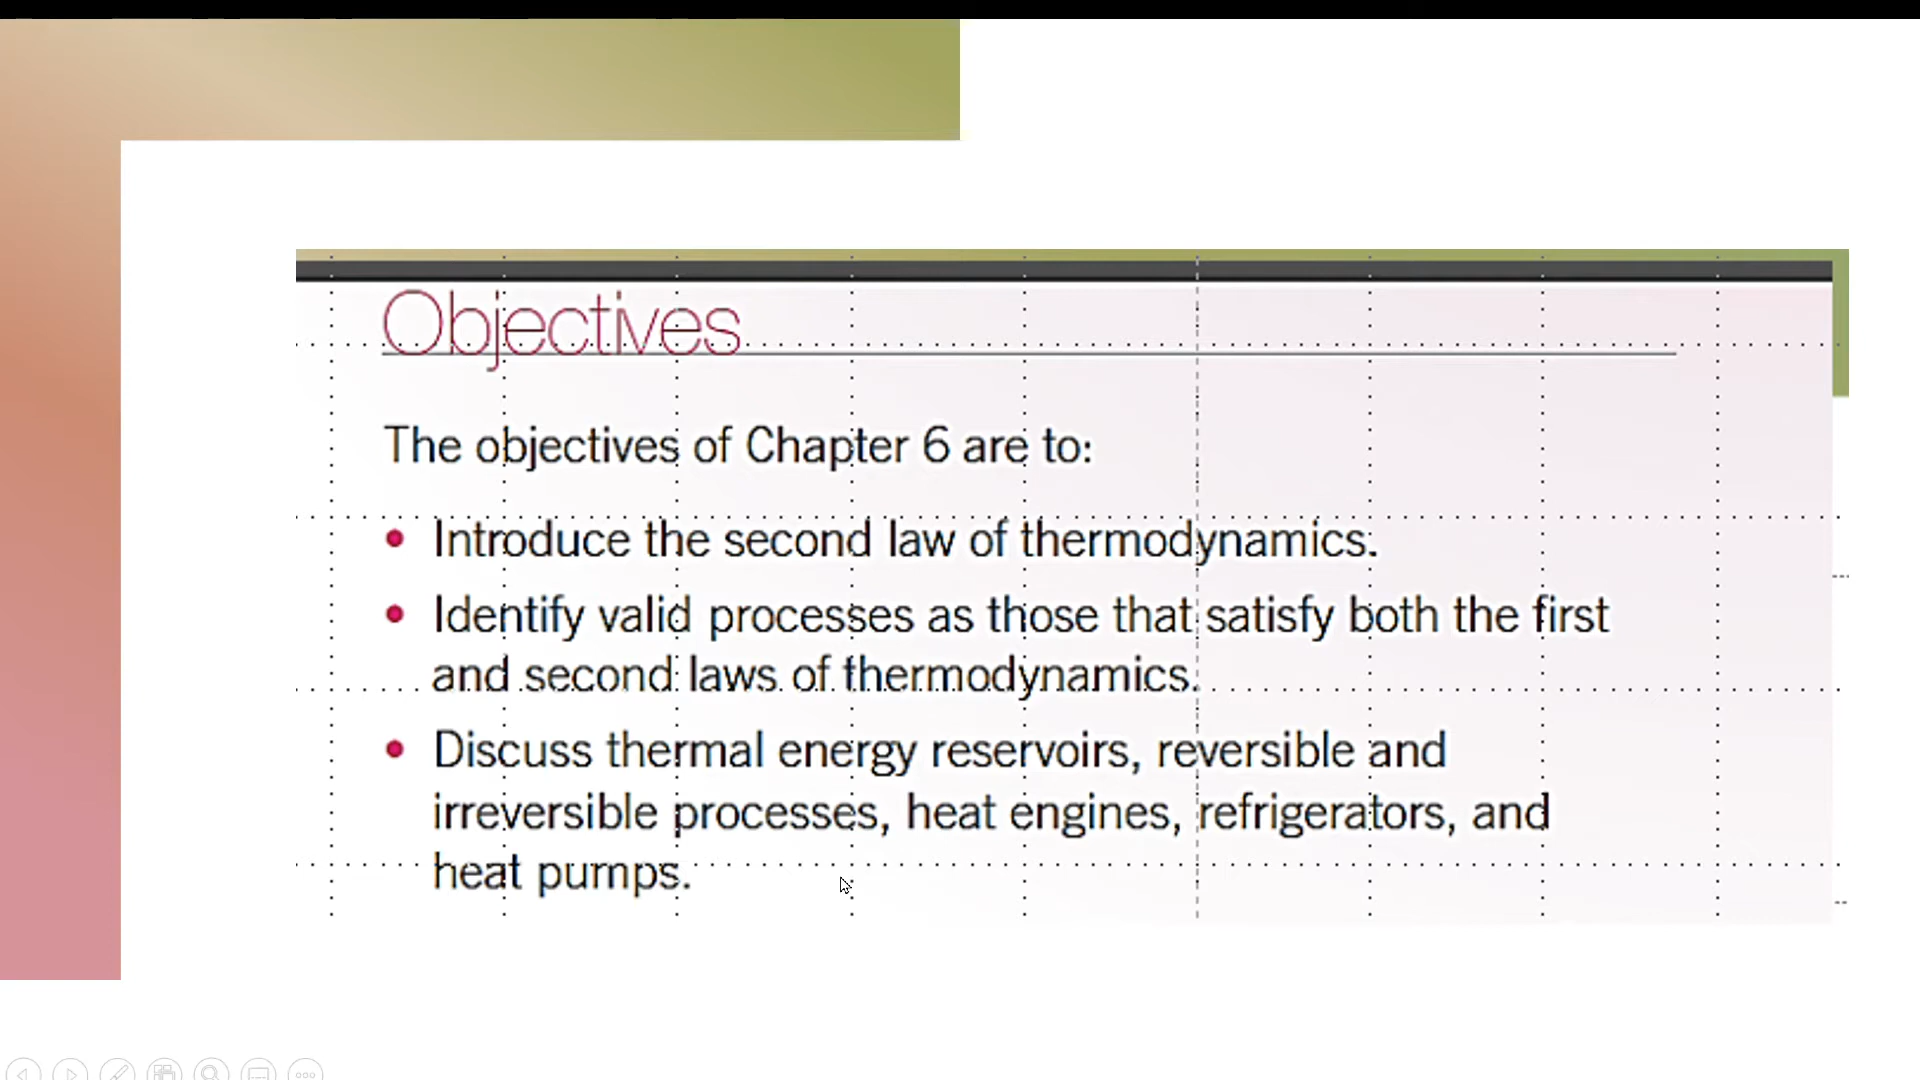 Objectives
The objectives of Chapter 6 are to:
• Introduce the second law of thermodynamics.
• Identify valid processes as those that satisfy both the first
and second laws of thermodynamics.
• Discuss thermal energy reservoirs, reversible and
irreversible processes, heat engines, refrigerators, and
heat pumps.